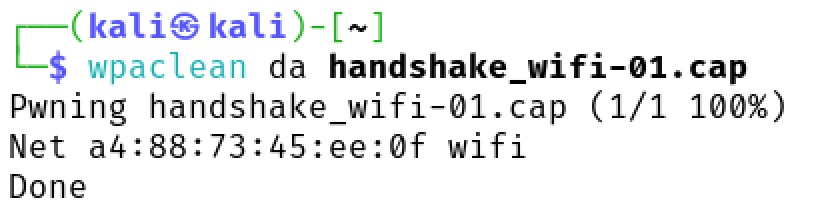 ┌──(kali㉿kali)-[~]
└─$ wpaclean da handshake_wifi-01.cap
Pwning handshake_wifi-01.cap (1/1 100%)
Net a4:88:73:45:ee:0f wifi
Done